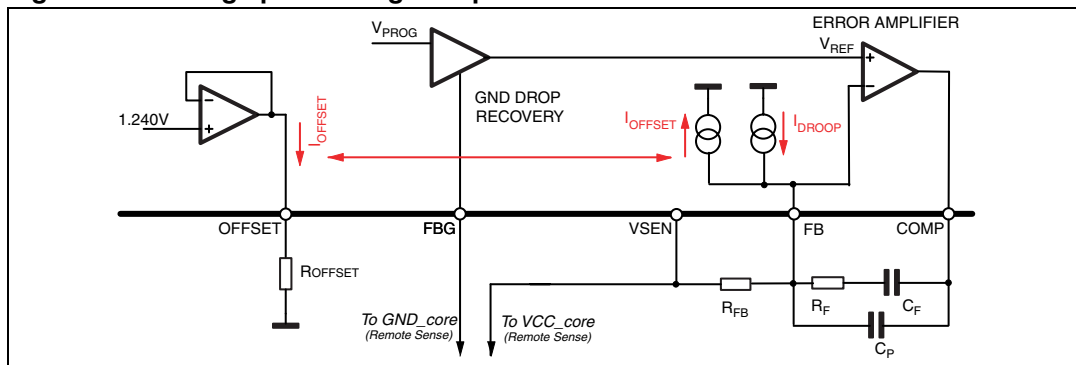 ERROR AMPLIFIER
VPROG
VREF
GND DROP
RECOVERY
1.240V
IOFFSET
IOFFSET
IDROOP
OFFSET
FBG
VSEN
FB
COMP
ROFFSET
RFB
RF
CF
CP
To GND_core
(Remote Sense)
To VCC_core
(Remote Sense)